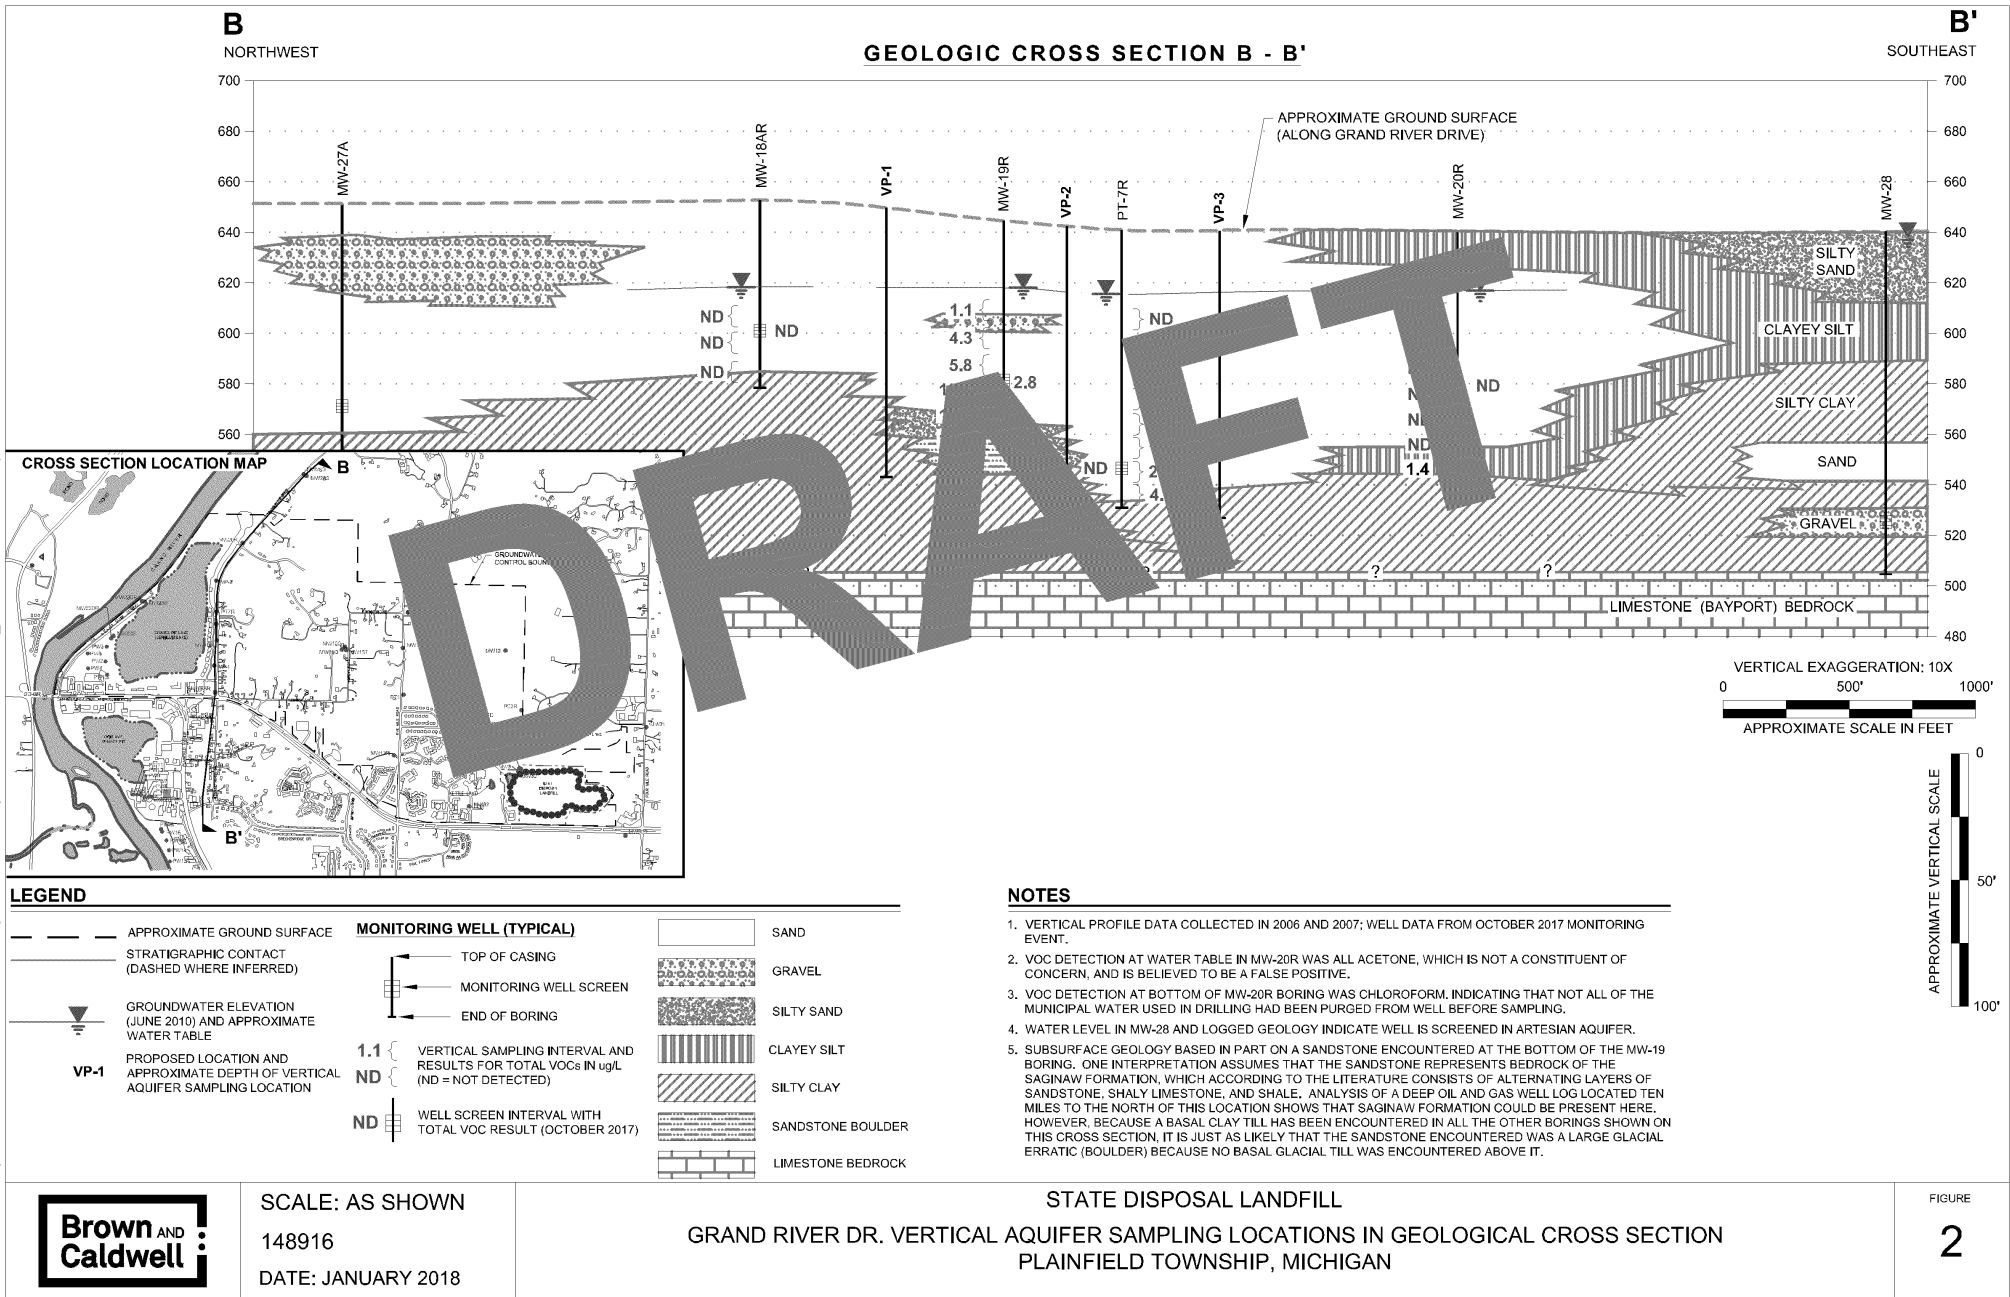 B
NORTHWEST
GEOLOGIC CROSS SECTION B - B'
B'
SOUTHEAST
700
680
660
640
620
600
580
560
700
680
660
640
620
600
580
560
540
520
500
480
APPROXIMATE GROUND SURFACE
(ALONG GRAND RIVER DRIVE)
MW-27A
MW-18AR
VP-1
MW-19R
VP-2
PT-7R
VP-3
MW-20R
MW-28
ND
ND
ND
ND
1.1
4.3
5.8
2.8
ND
ND
ND
ND
1.4
SILTY
SAND
CLAYEY SILT
SILTY CLAY
SAND
GRAVEL
?
?
LIMESTONE (BAYPORT) BEDROCK
DRAFT
VERTICAL EXAGGERATION: 10X
0
500'
1000'
APPROXIMATE SCALE IN FEET
APPROXIMATE VERTICAL SCALE
0
50'
100'
CROSS SECTION LOCATION MAP
B
B'
LEGEND
APPROXIMATE GROUND SURFACE
STRATIGRAPHIC CONTACT
(DASHED WHERE INFERRED)
GROUNDWATER ELEVATION
(JUNE 2010) AND APPROXIMATE
WATER TABLE
VP-1
PROPOSED LOCATION AND
APPROXIMATE DEPTH OF VERTICAL
AQUIFER SAMPLING LOCATION
MONITORING WELL (TYPICAL)
TOP OF CASING
MONITORING WELL SCREEN
END OF BORING
1.1
ND
VERTICAL SAMPLING INTERVAL AND
RESULTS FOR TOTAL VOCs IN ug/L
(ND = NOT DETECTED)
ND
WELL SCREEN INTERVAL WITH
TOTAL VOC RESULT (OCTOBER 2017)
SAND
GRAVEL
SILTY SAND
CLAYEY SILT
SILTY CLAY
SANDSTONE BOULDER
LIMESTONE BEDROCK
NOTES
1. VERTICAL PROFILE DATA COLLECTED IN 2006 AND 2007; WELL DATA FROM OCTOBER 2017 MONITORING
EVENT.
2. VOC DETECTION AT WATER TABLE IN MW-20R WAS ALL ACETONE, WHICH IS NOT A CONSTITUENT OF
CONCERN, AND IS BELIEVED TO BE A FALSE POSITIVE.
3. VOC DETECTION AT BOTTOM OF MW-20R BORING WAS CHLOROFORM. INDICATING THAT NOT ALL OF THE
MUNICIPAL WATER USED IN DRILLING HAD BEEN PURGED FROM WELL BEFORE SAMPLING.
4. WATER LEVEL IN MW-28 AND LOGGED GEOLOGY INDICATE WELL IS SCREENED IN ARTESIAN AQUIFER.
5. SUBSURFACE GEOLOGY BASED IN PART ON A SANDSTONE ENCOUNTERED AT THE BOTTOM OF THE MW-19
BORING. ONE INTERPRETATION ASSUMES THAT THE SANDSTONE REPRESENTS BEDROCK OF THE
SAGINAW FORMATION, WHICH ACCORDING TO THE LITERATURE CONSISTS OF ALTERNATING LAYERS OF
SANDSTONE, SHALY LIMESTONE, AND SHALE. ANALYSIS OF A DEEP OIL AND GAS WELL LOG LOCATED TEN
MILES TO THE NORTH OF THIS LOCATION SHOWS THAT SAGINAW FORMATION COULD BE PRESENT HERE.
HOWEVER, BECAUSE A BASAL CLAY TILL HAS BEEN ENCOUNTERED IN ALL THE OTHER BORINGS SHOWN ON
THIS CROSS SECTION, IT IS JUST AS LIKELY THAT THE SANDSTONE ENCOUNTERED WAS A LARGE GLACIAL
ERRATIC (BOULDER) BECAUSE NO BASAL GLACIAL TILL WAS ENCOUNTERED ABOVE IT.
Brown AND
Caldwell
SCALE: AS SHOWN
148916
DATE: JANUARY 2018
STATE DISPOSAL LANDFILL
GRAND RIVER DR. VERTICAL AQUIFER SAMPLING LOCATIONS IN GEOLOGICAL CROSS SECTION
PLAINFIELD TOWNSHIP, MICHIGAN
FIGURE
2